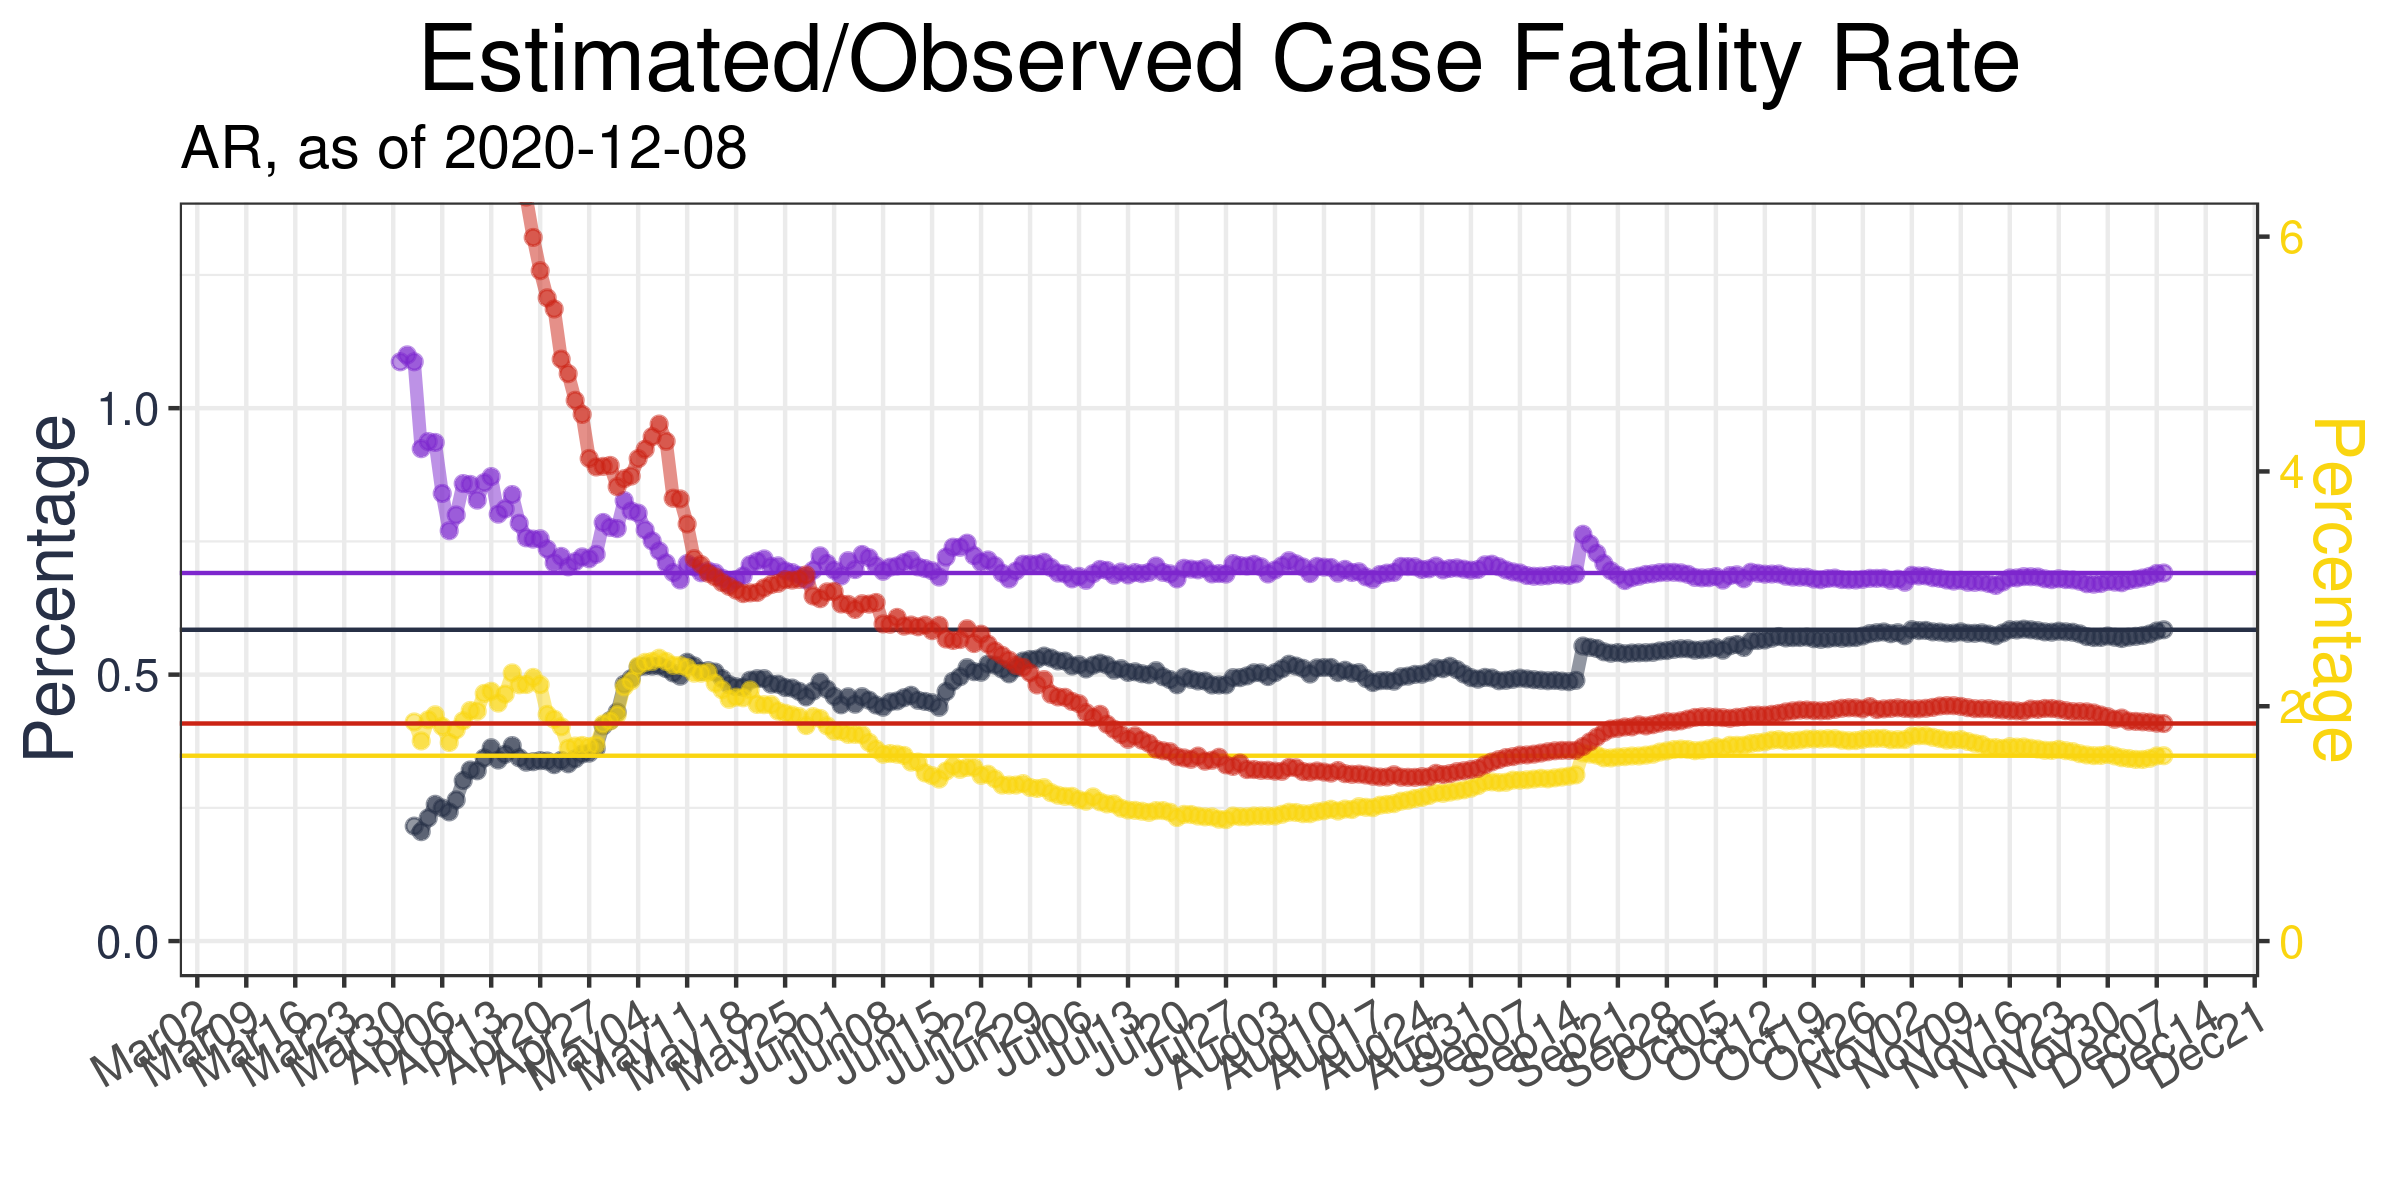 Estimated/Observed Case Fatality Rate
AR, as of 2020-12-08
Percentage
1.0
0.5
0.0
6
4
2
0
Percentage
Mar02
Mar09
Mar16
Mar23
Mar30
Apr06
Apr13
Apr20
Apr27
May04
May11
May18
May25
Jun01
Jun08
Jun15
Jun22
Jun29
Jul06
Jul13
Jul20
Jul27
Aug03
Aug10
Aug17
Aug24
Aug31
Sep07
Sep14
Sep21
Sep28
Oct05
Oct12
Oct19
Oct26
Nov02
Nov09
Nov16
Nov23
Nov30
Dec07
Dec14
Dec21